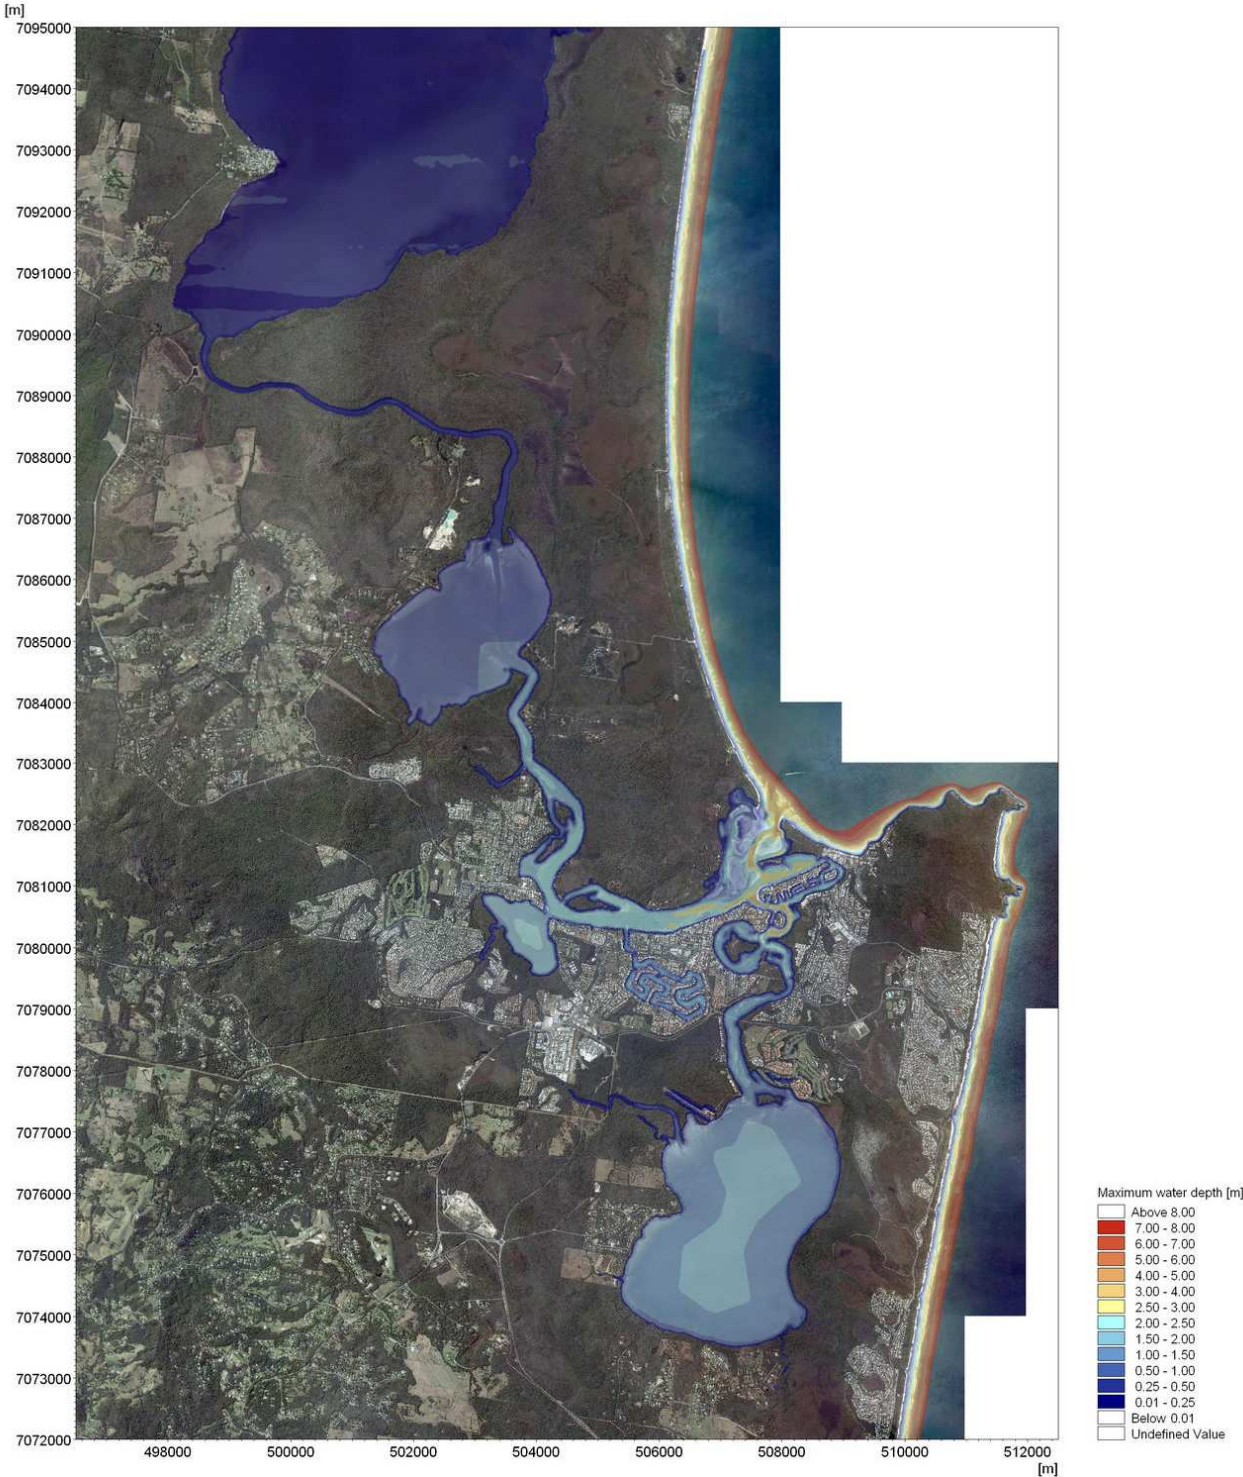 [m]
7095000
7094000
7093000
7092000
7091000
7090000
7089000
7088000
7087000
7086000
7085000
7084000
7083000
7082000
7081000
7080000
7079000
7078000
7077000
7076000
7075000
7074000
7073000
7072000
498000 500000 502000 504000 506000 508000 510000 512000
[m]
Maximum water depth [m]
Above 8.00
7.00 - 8.00
6.00 - 7.00
5.00 - 6.00
4.00 - 5.00
3.00 - 4.00
2.50 - 3.00
2.00 - 2.50
1.50 - 2.00
1.00 - 1.50
0.50 - 1.00
0.25 - 0.50
0.01 - 0.25
Below 0.01
Undefined Value